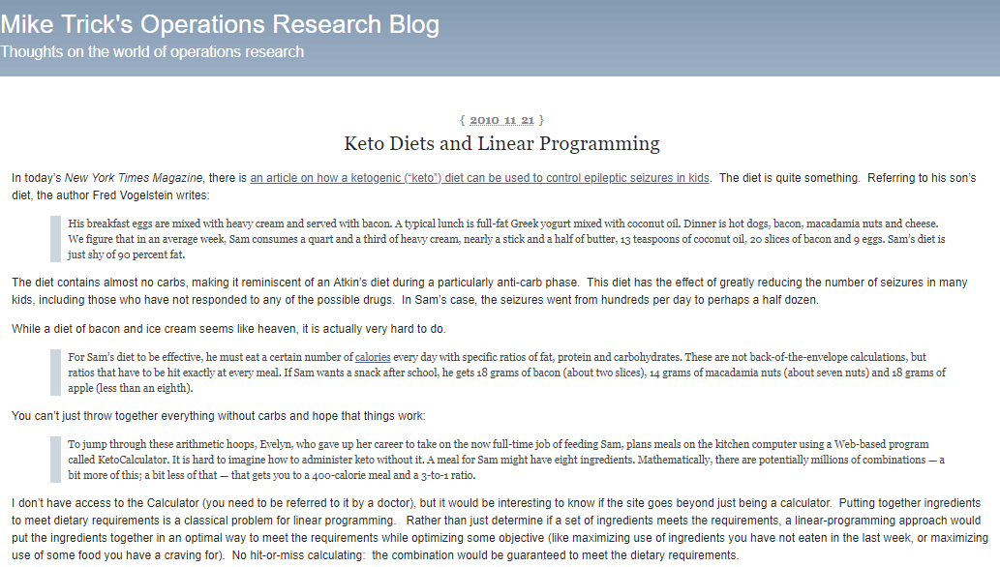 Mike Trick's Operations Research Blog
Thoughts on the world of operations research
{ 2010 11 21 }
Keto Diets and Linear Programming
In today's New York Times Magazine, there is an article on how a ketogenic (“keto”) diet can be used to control epileptic seizures in kids. The diet is quite something. Referring to his son's
diet, the author Fred Vogelstein writes:
His breakfast eggs are mixed with heavy cream and served with bacon. A typical lunch is full-fat Greek yogurt mixed with coconut oil. Dinner is hot dogs, bacon, macadamia nuts and cheese.
We figure that in an average week, Sam consumes a quart and a third of heavy cream, nearly a stick and a half of butter, 13 teaspoons of coconut oil, 20 slices of bacon and 9 eggs. Sam's diet is
just shy of 90 percent fat.
The diet contains almost no carbs, making it reminiscent of an Atkin's diet during a particularly anti-carb phase. This diet has the effect of greatly reducing the number of seizures in many
kids, including those who have not responded to any of the possible drugs. In Sam's case, the seizures went from hundreds per day to perhaps a half dozen.
While a diet of bacon and ice cream seems like heaven, it is actually very hard to do.
For Sam's diet to be effective, he must eat a certain number of calories every day with specific ratios of fat, protein and carbohydrates. These are not back-of-the-envelope calculations, but
ratios that have to be hit exactly at every meal. If Sam wants a snack after school, he gets 18 grams of bacon (about two slices), 14 grams of macadamia nuts (about seven nuts) and 18 grams of
apple (less than an eighth).
You can't just throw together everything without carbs and hope that things work:
To jump through these arithmetic hoops, Evelyn, who gave up her career to take on the now full-time job of feeding Sam, plans meals on the kitchen computer using a Web-based program
called KetoCalculator. It is hard to imagine how to administer keto without it. A meal for Sam might have eight ingredients. Mathematically, there are potentially millions of combinations — a
bit more of this; a bit less of that — that gets you to a 400-calorie meal and a 3-to-1 ratio.
I don't have access to the Calculator (you need to be referred to it by a doctor), but it would be interesting to know if the site goes beyond just being a calculator. Putting together ingredients
to meet dietary requirements is a classical problem for linear programming. Rather than just determine if a set of ingredients meets the requirements, a linear-programming approach would
put the ingredients together in an optimal way to meet the requirements while optimizing some objective (like maximizing use of ingredients you have not eaten in the last week, or maximizing
use of some food you have a craving for). No hit-or-miss calculating: the combination would be guaranteed to meet the dietary requirements.